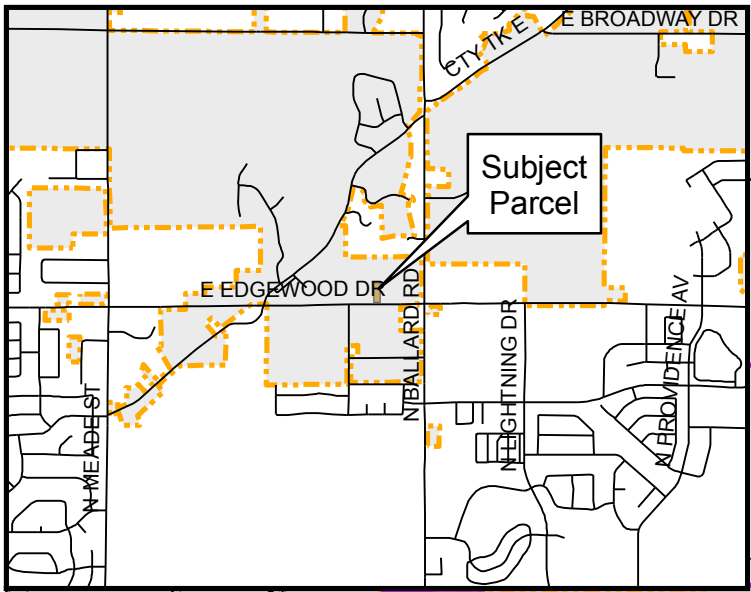 E BROADWAY DR
CTY TK E
Subject
Parcel
E EDGEWOOD DR
N BALLARD RD
N LIGHTNING DR
N PROVIDENCE AV
N MEADE ST